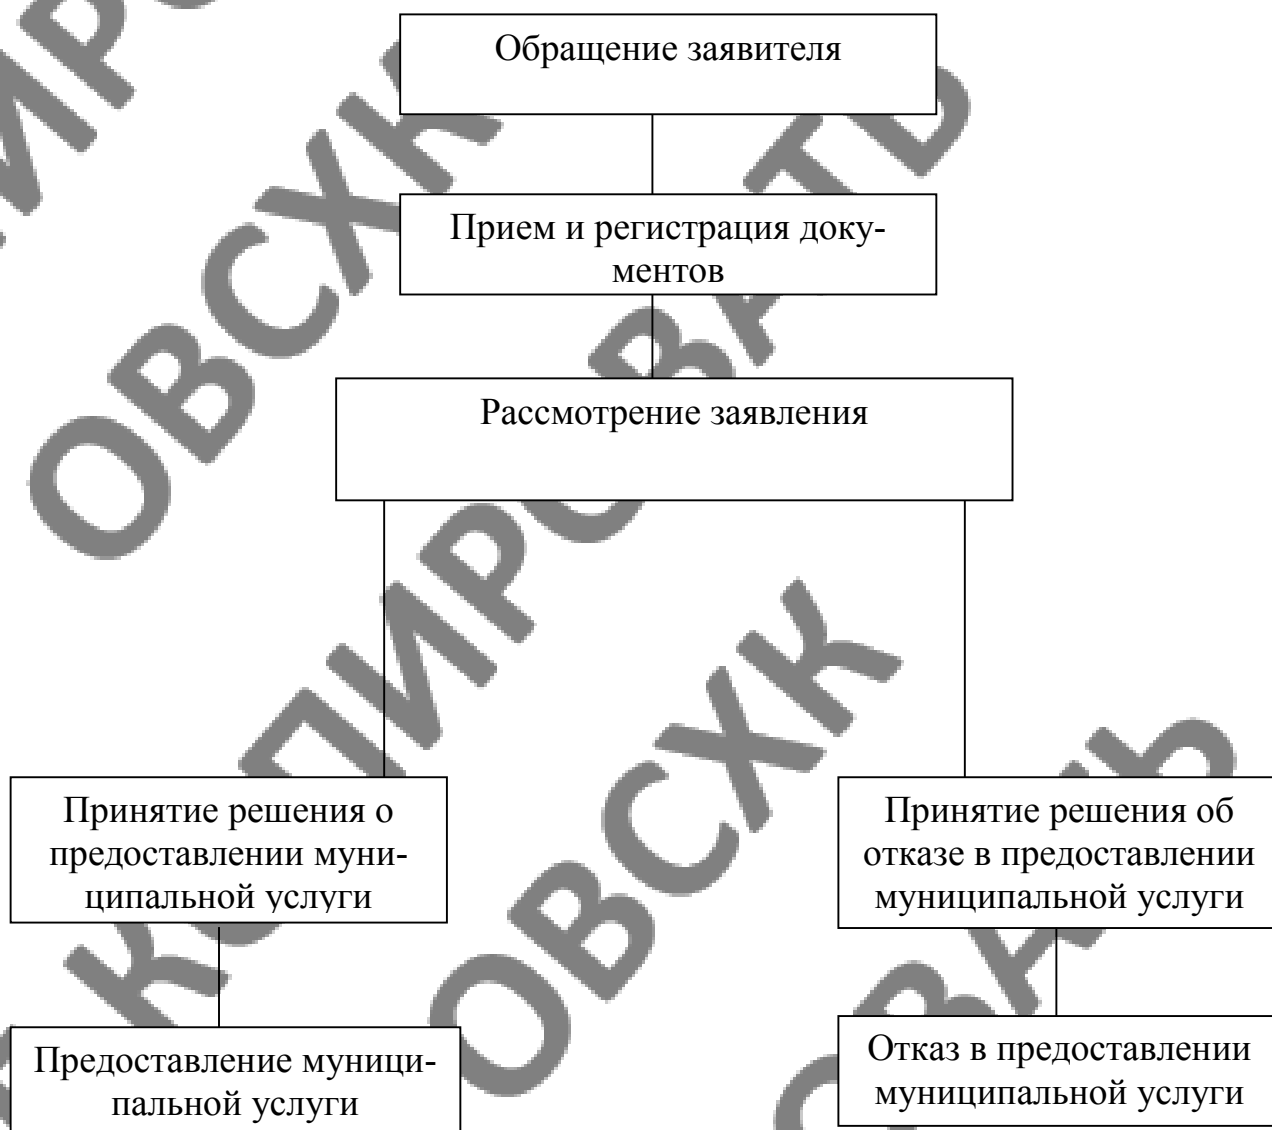 Обращение заявителя
Прием и регистрация доку-
ментов
Рассмотрение заявления
Принятие решения о
предоставлении муни-
ципальной услуги
Принятие решения об
отказе в предоставлении
муниципальной услуги
Предоставление муници-
пальной услуги
Отказ в предоставлении
муниципальной услуги
ОВСХК
ОВСХК